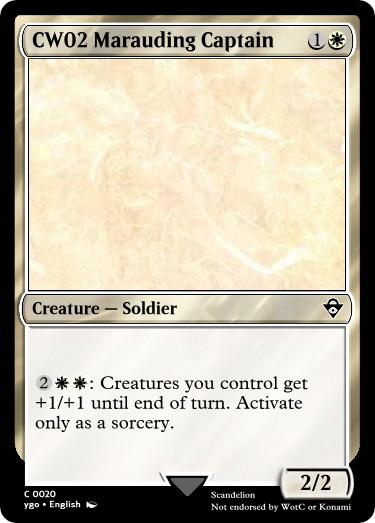 CW02 Marauding Captain 1
Creature — Soldier
2: Creatures you control get
+1/+1 until end of turn. Activate
only as a sorcery.
2/2
C 0020
ygo • English
Scandelion
Not endorsed by WotC or Konami